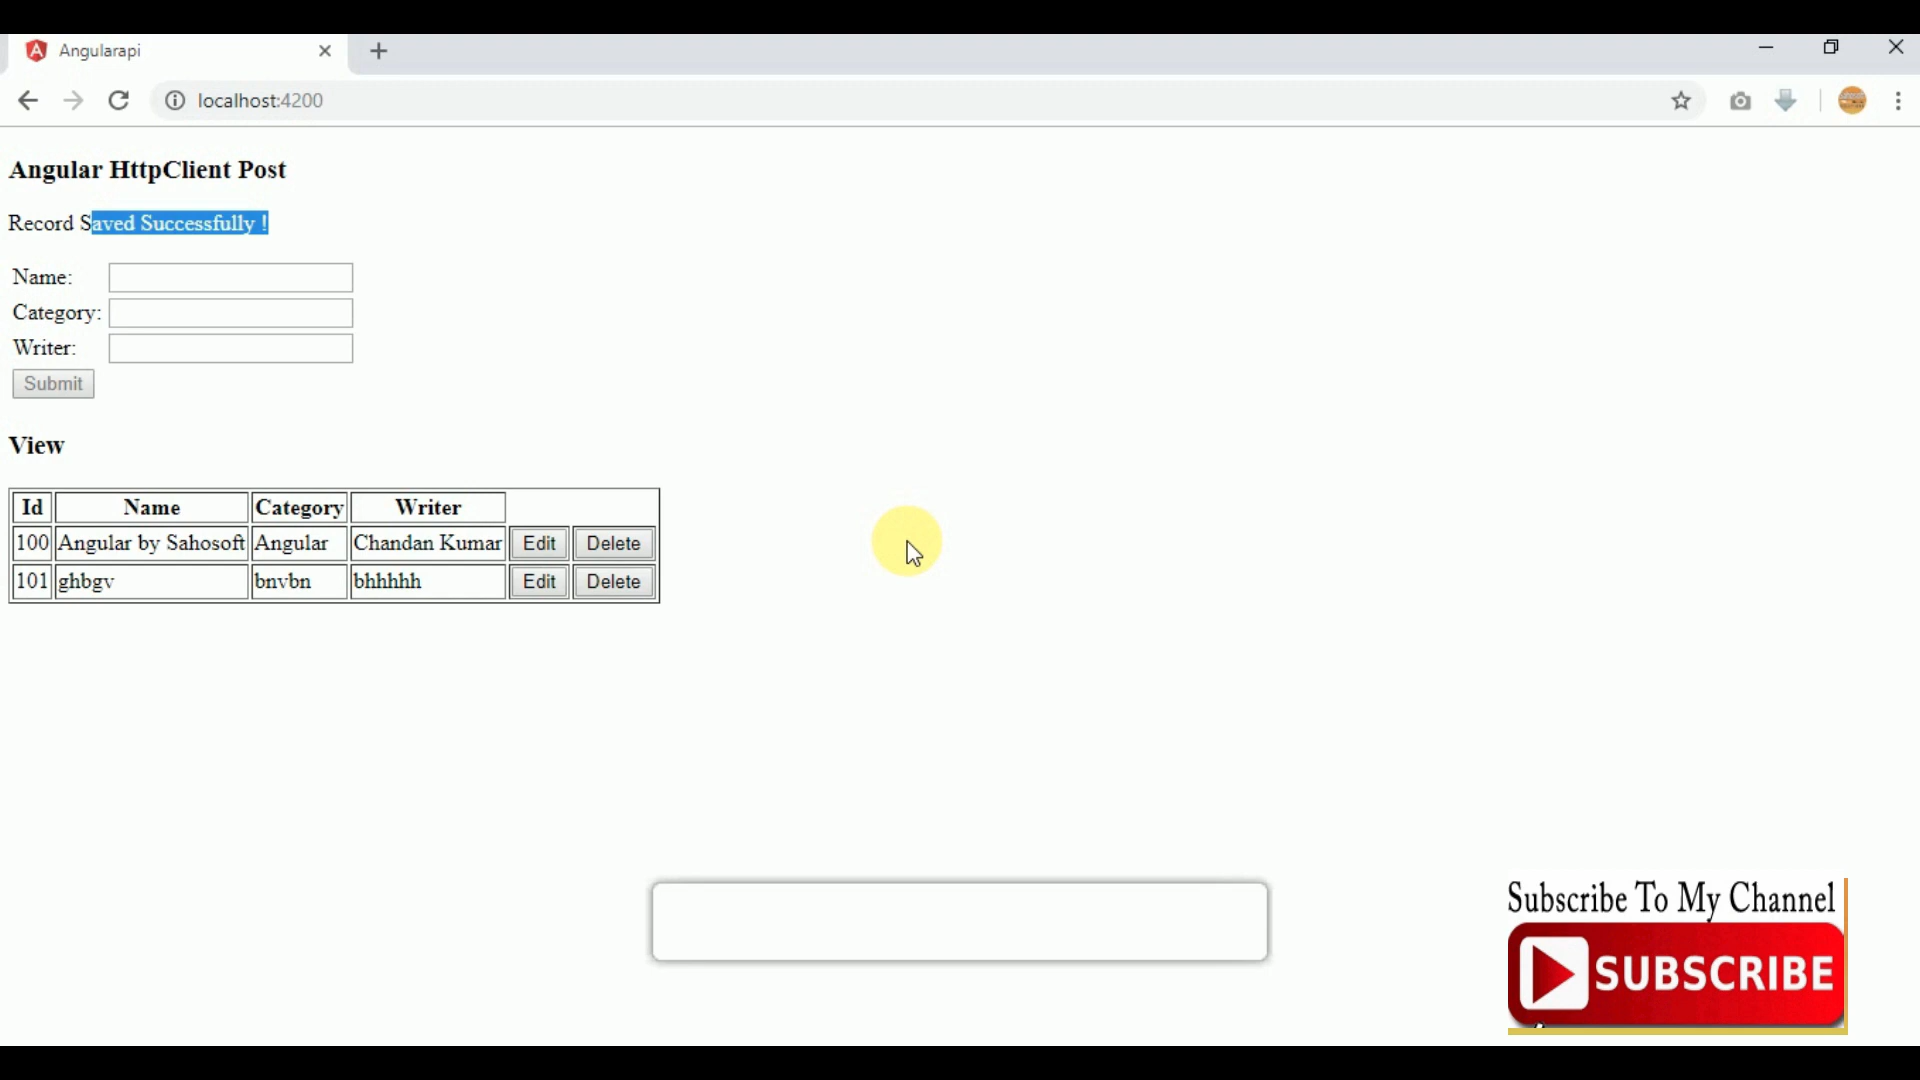 Angularapi
localhost:4200
Angular HttpClient Post
Record Saved Successfully !
Name:
Category:
Writer:
Submit
View
Id Name Category Writer
100 Angular by Sahosoft Angular Chandan Kumar Edit Delete
101 ghbgv bnvbn bhhhhh Edit Delete
Subscribe To My Channel
SUBSCRIBE